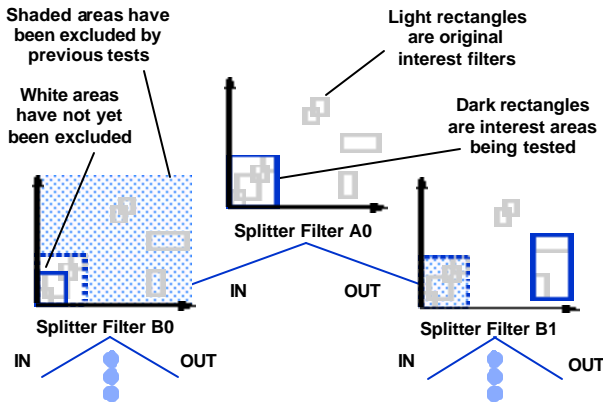 Shaded areas have
been excluded by
previous tests
Light rectangles
are original
interest filters
White areas
have not yet
been excluded
Dark rectangles
are interest areas
being tested
Splitter Filter A0
IN
OUT
Splitter Filter B0
Splitter Filter B1
IN
OUT
IN
OUT